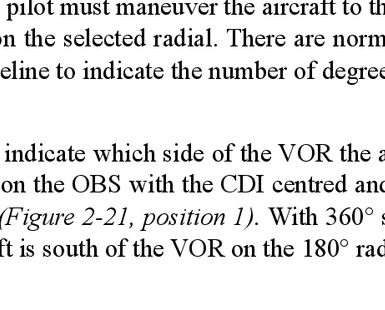 pilot must maneuver the aircraft to th
on the selected radial. There are norm
eline to indicate the number of degree
indicate which side of the VOR the a
on the OBS with the CDI centred and
(Figure 2-21, position 1). With 360° s
ft is south of the VOR on the 180° rad